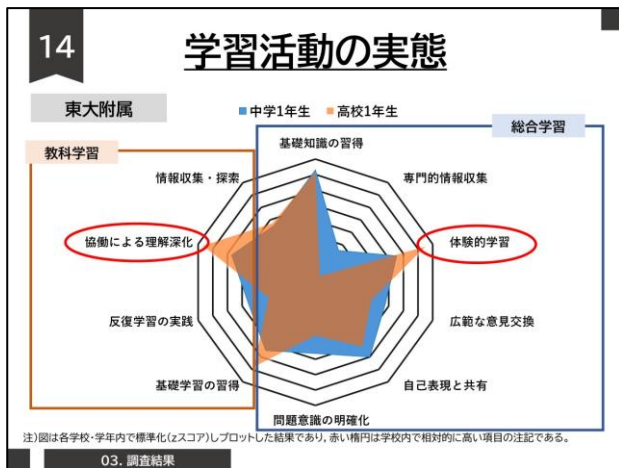 14
学習活動の実態
東大附属
■中学1年生 ■高校1年生
総合学習
教科学習
基礎知識の習得
情報収集・探索
専門的情報収集
協働による理解深化
体験的学習
反復学習の実践
広範な意見交換
基礎学習の習得
自己表現と共有
問題意識の明確化
注)図は各学校・学年内で標準化(zスコア)しプロットした結果であり、赤い楕円は学校内で相対的に高い項目の注記である。
03. 調査結果